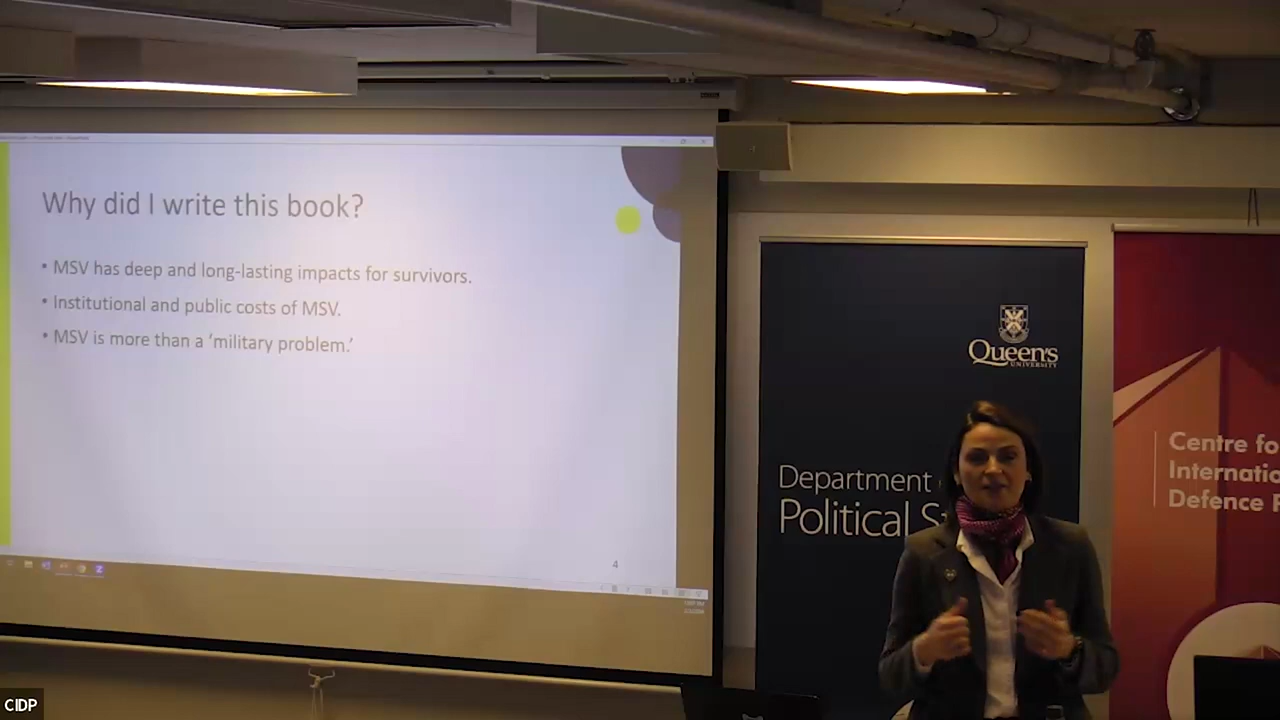 Why did I write this book?
• MSV has deep and long-lasting impacts for survivors.
• Institutional and public costs of MSV.
• MSV is more than a ‘military problem.’
4
Queen's
UNIVERSITY
Department
Political
Centre fo
Internatio
Defence
CIDP